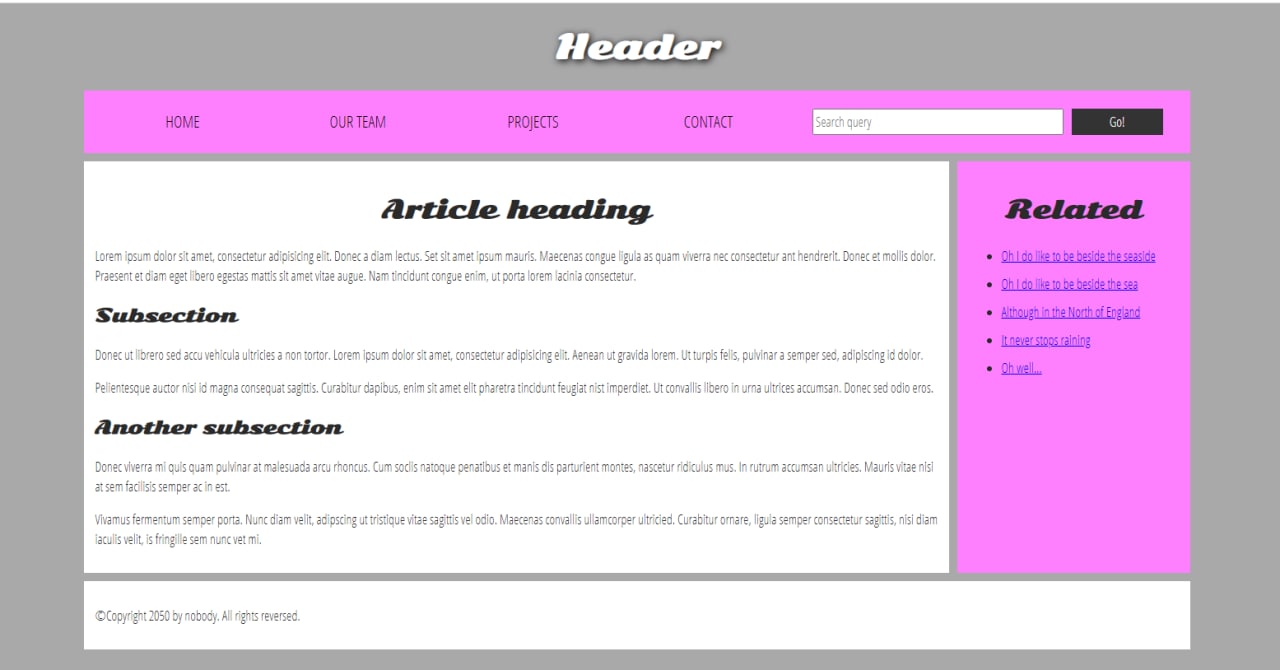 Header
HOME OUR TEAM PROJECTS CONTACT Search query Go!
Article heading
Lorem ipsum dolor sit amet, consectetur adipisicing elit. Donec a diam lectus. Set sit amet ipsum mauris. Maecenas congue ligula as quam viverra nec consectetur ant hendrerit. Donec et mollis dolor.
Praesent et diam eget libero egestas mattis sit amet vitae augue. Nam tincidunt congue enim, ut porta lorem lacinia consectetur.
Subsection
Donec ut librero sed accu vehicula ultricies a non tortor. Lorem ipsum dolor sit amet, consectetur adipisicing elit. Aenean ut gravida lorem. Ut turpis felis, pulvinar a semper sed, adipiscing id dolor.
Pellentesque auctor nisi id magna consequat sagittis. Curabitur dapibus, enim sit amet elit pharetra tincidunt feugiat nist imperdiet. Ut convallis libero in urna ultrices accumsan. Donec sed odio eros.
Another subsection
Donec viverra mi quis quam pulvinar at malesuada arcu rhoncus. Cum soclis natoque penatibus et manis dis parturient montes, nascetur ridiculus mus. In rutrum accumsan ultricies. Mauris vitae nisi
at sem facilisis semper ac in est.
Vivamus fermentum semper porta. Nunc diam velit, adipscing ut tristique vitae sagittis vel odio. Maecenas convallis ullamcorper ultricied. Curabitur ornare, ligula semper consectetur sagittis, nisi diam
iaculis velit, is fringille sem nunc vet mi.
Related
Oh I do like to be beside the seaside
Oh I do like to be beside the sea
Although in the North of England
It never stops raining
Oh well...
©Copyright 2050 by nobody. All rights reversed.